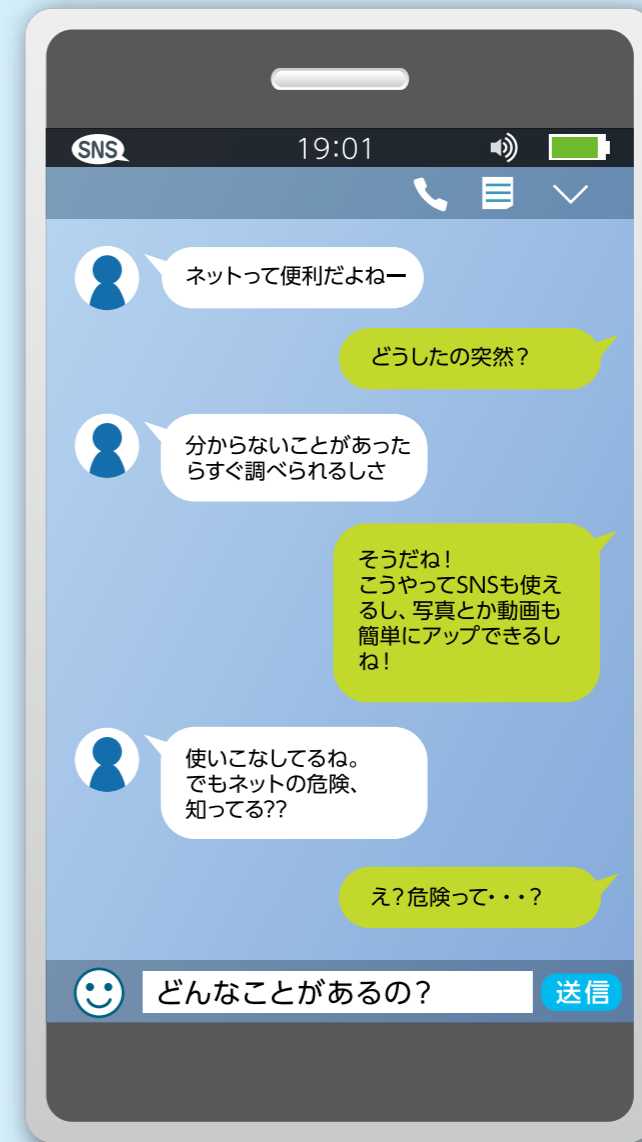 SNS 19:01
ネットって便利だよねー
どうしたの突然？
分からないことがあった
らすぐ調べられるしさ
そうだね！
こうやってSNSも使え
るし、写真とか動画も
簡単にアップできるし
ね！
使いこなしてるね。
でもネットの危険、
知ってる??
え？危険って・・・？
どんなことがあるの？ 送信